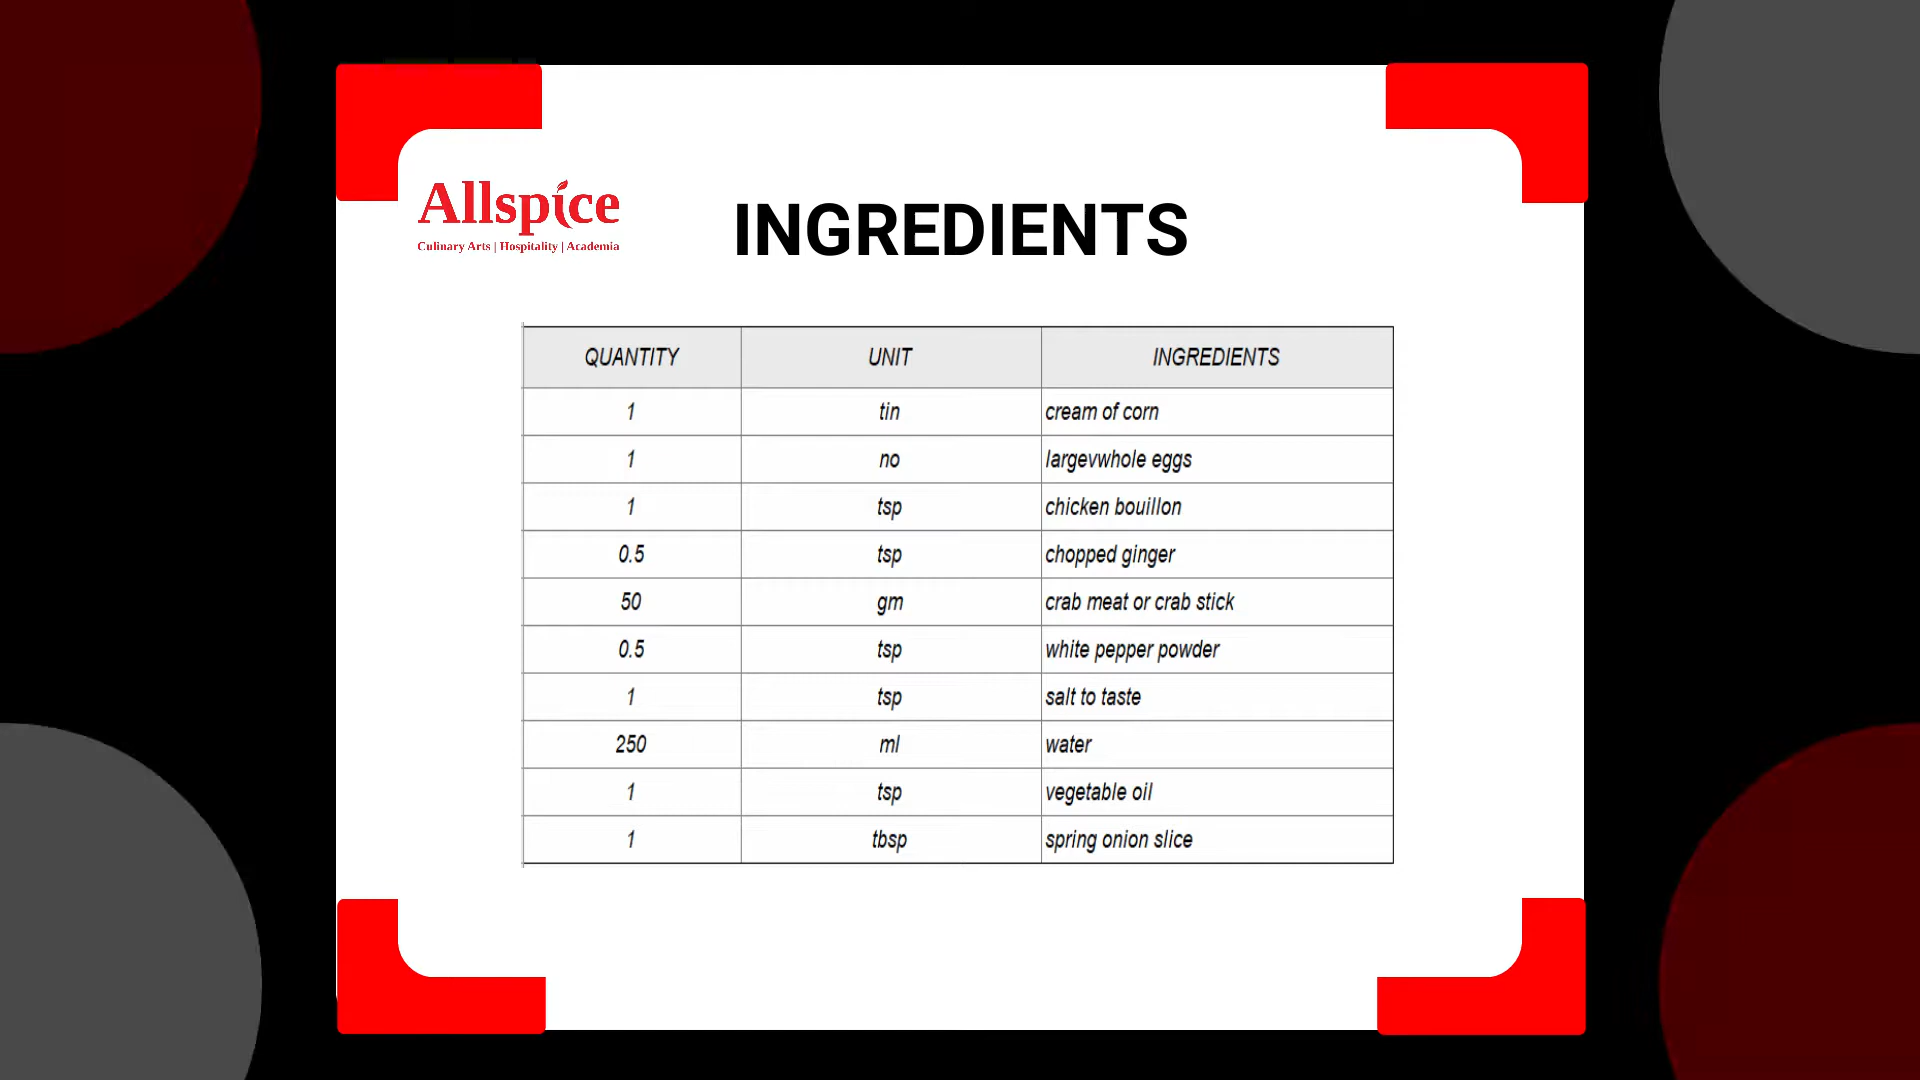 Allspice
Culinary Arts | Hospitality | Academia
INGREDIENTS
QUANTITY UNIT INGREDIENTS
1 tin cream of corn
1 no largevwhole eggs
1 tsp chicken bouillon
0.5 tsp chopped ginger
50 gm crab meat or crab stick
0.5 tsp white pepper powder
1 tsp salt to taste
250 ml water
1 tsp vegetable oil
1 tbsp spring onion slice